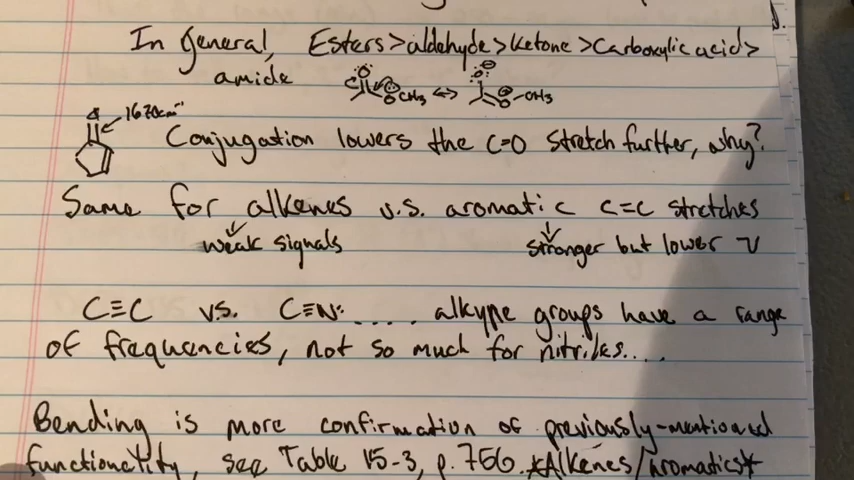 In General, Esters>aldehyde>ketone>Carboxylic acid>
amide
OCH3 ↔ O-CH3
1670cm⁻¹
Conjugation lowers the C=O stretch further, why?
Same for alkenes v.s. aromatic C=C stretches
weak signals stronger but lower ν
C≡C vs. C≡N: .... alkyne groups have a range
of frequencies, not so much for nitriles....
Bending is more confirmation of previously-mentioned
functionality, see Table 15-3, p.756. *Alkenes/aromatics*